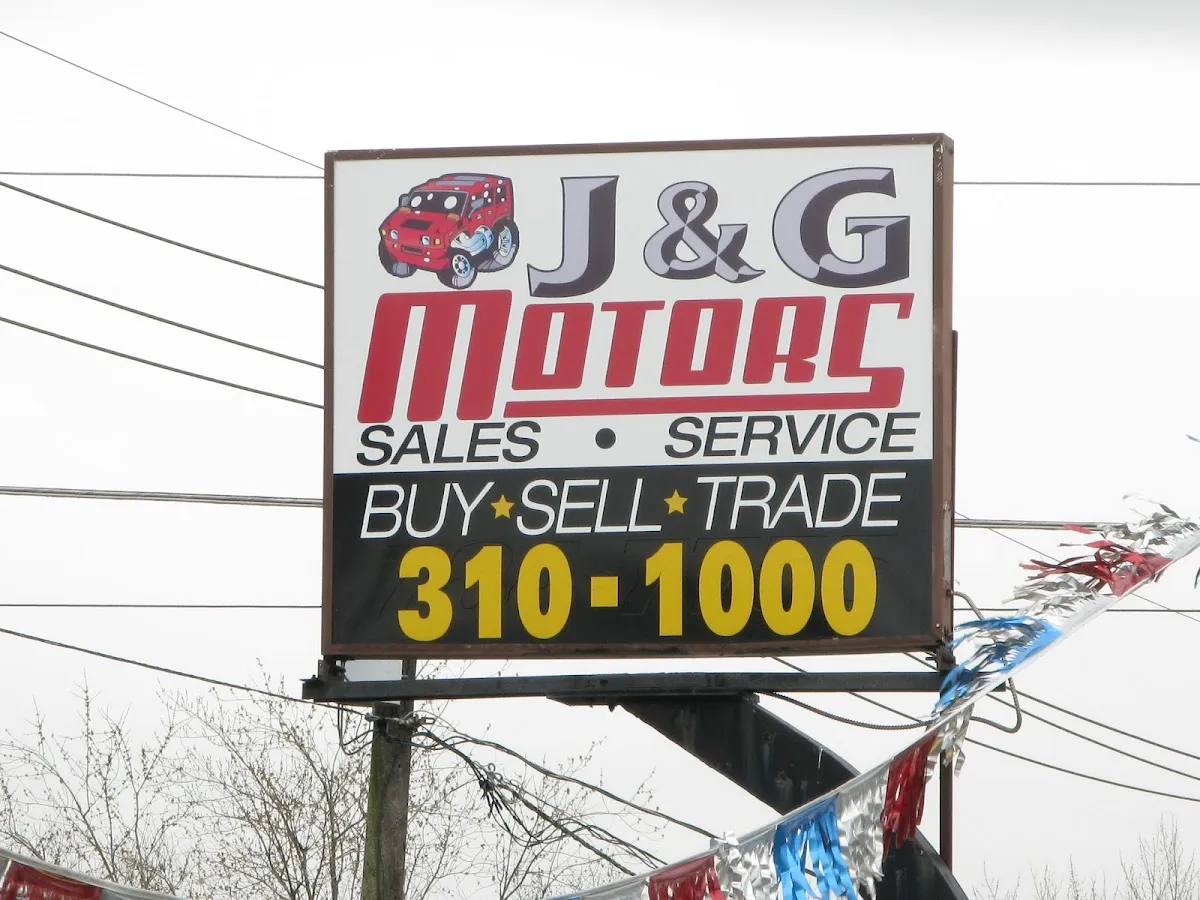 J & G
MOTORS
SALES • SERVICE
BUY ★ SELL ★ TRADE
310-1000